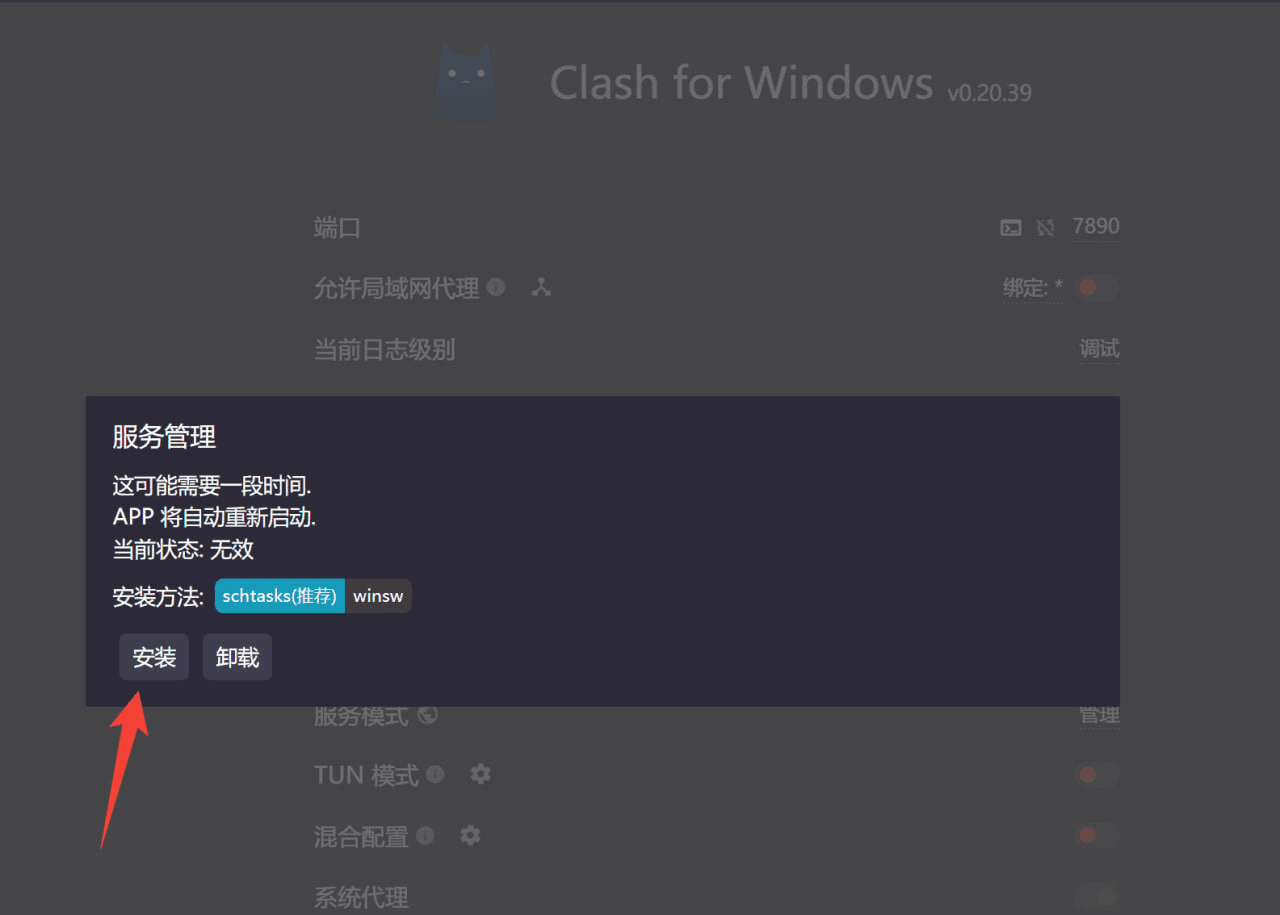 Clash for Windows v0.20.39
端口 7890
允许局域网代理 绑定: *
当前日志级别 调试
服务管理
这可能需要一段时间.
APP 将自动重新启动.
当前状态: 无效
安装方法: schtasks(推荐) winsw
安装 卸载
服务模式 管理
TUN 模式
混合配置
系统代理